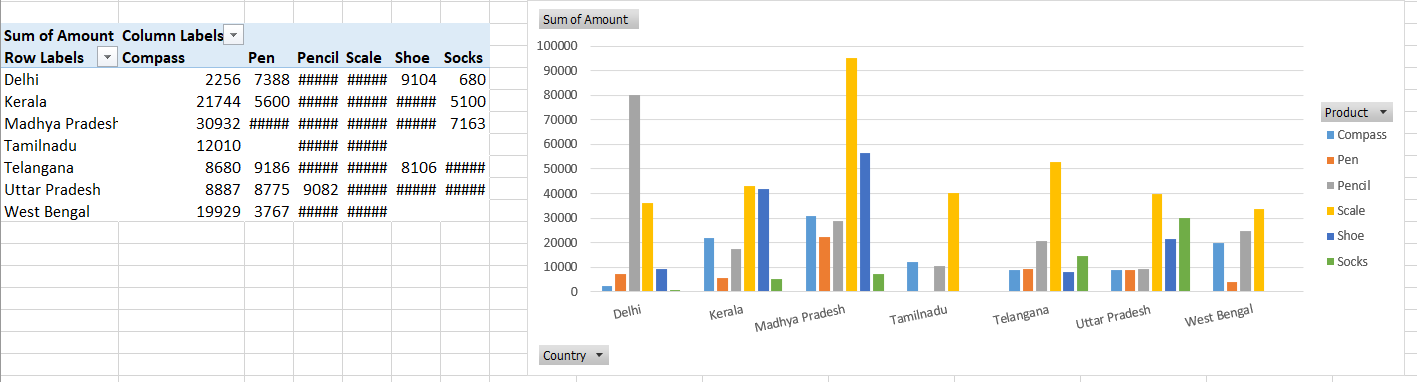 Sum of Amount Column Labels
Row Labels Compass Pen Pencil Scale Shoe Socks
Delhi 2256 7388 ##### ##### 9104 680
Kerala 21744 5600 ##### ##### ##### 5100
Madhya Pradesh 30932 ##### ##### ##### ##### 7163
Tamilnadu 12010 ##### #####
Telangana 8680 9186 ##### ##### 8106 #####
Uttar Pradesh 8887 8775 9082 ##### ##### #####
West Bengal 19929 3767 ##### #####
Sum of Amount
100000
90000
80000
70000
60000
50000
40000
30000
20000
10000
0
Delhi Kerala Madhya Pradesh Tamilnadu Telangana Uttar Pradesh West Bengal
Country
Product
Compass
Pen
Pencil
Scale
Shoe
Socks